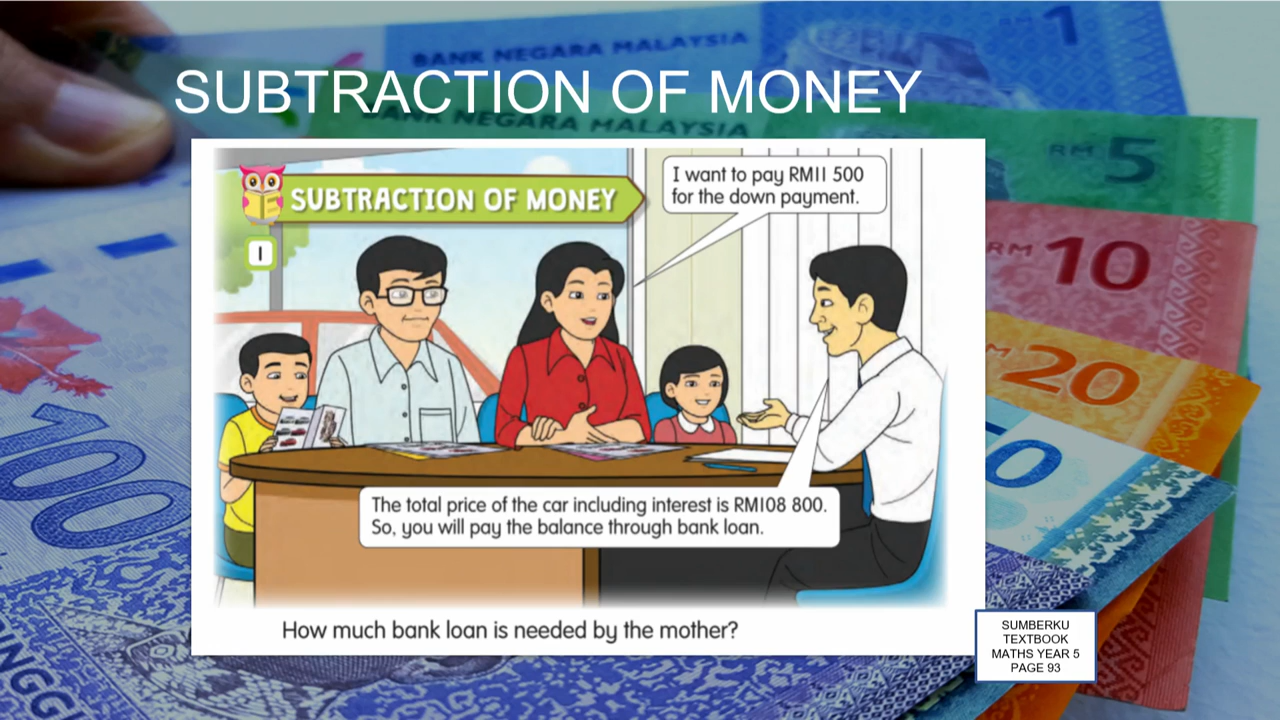 BANK NEGARA MALAYSIA
RM 1
SUBTRACTION OF MONEY
BANK NEGARA MALAYSIA
RM 5
I want to pay RM11 500
for the down payment.
SUBTRACTION OF MONEY
1
RM 10
20
100
The total price of the car including interest is RM108 800.
So, you will pay the balance through bank loan.
How much bank loan is needed by the mother?
SUMBERKU
TEXTBOOK
MATHS YEAR 5
PAGE 93